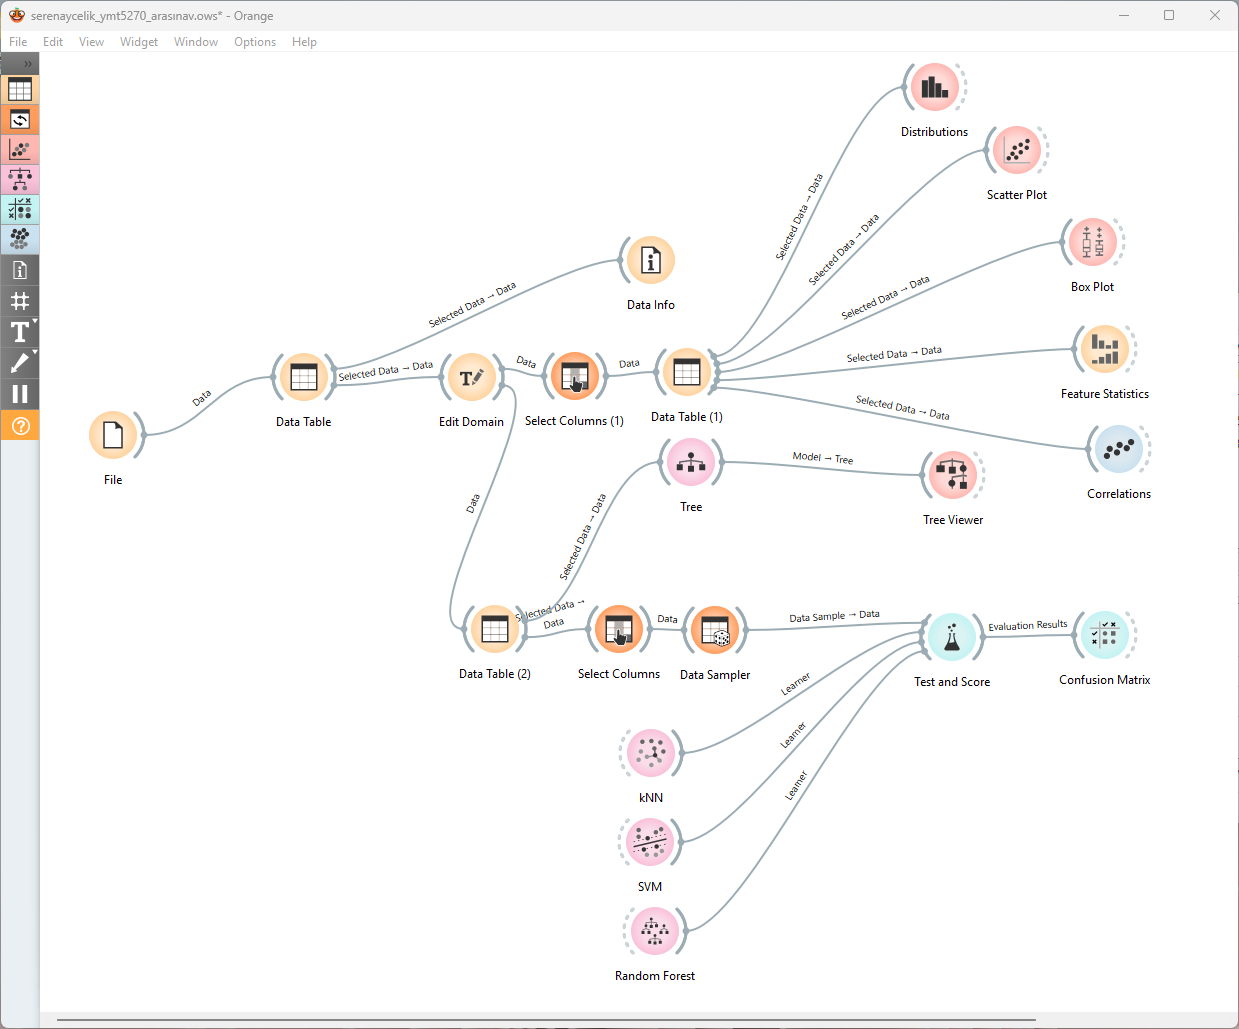 serenaycelik_ymt5270_arasınav.ows* - Orange
File Edit View Widget Window Options Help
Distributions
Scatter Plot
Selected Data → Data
Selected Data → Data
Box Plot
Selected Data → Data
Data Info
Selected Data → Data
Selected Data → Data
Feature Statistics
Data
Selected Data → Data
Data Table
Edit Domain
Data
Select Columns (1)
Data
Data Table (1)
Selected Data → Data
Correlations
File
Data
Selected Data → Data
Tree
Model → Tree
Tree Viewer
Selected Data →
Data
Data Table (2)
Select Columns
Data
Data Sampler
Data Sample → Data
Test and Score
Evaluation Results
Confusion Matrix
Learner
kNN
Learner
SVM
Learner
Random Forest